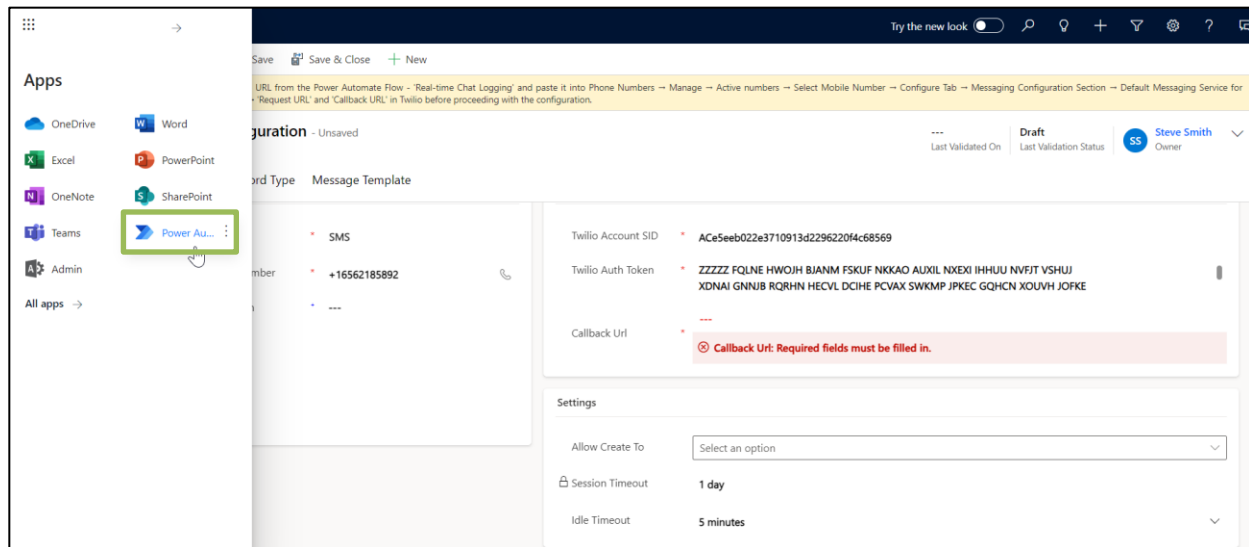 Try the new look
Apps
OneDrive
Word
Excel
PowerPoint
OneNote
SharePoint
Teams
Power Au...
Admin
All apps
Save Save & Close New
URL from the Power Automate Flow - 'Real-time Chat Logging' and paste it into Phone Numbers → Manage → Active numbers → Select Mobile Number → Configure Tab → Messaging Configuration Section → Default Messaging Service for
'Request URL' and 'Callback URL' in Twilio before proceeding with the configuration.
guration - Unsaved
---
Last Validated On
Draft
Last Validation Status
SS
Steve Smith
Owner
ord Type Message Template
* SMS
mber * +16562185892
* ---
Twilio Account SID * ACe5eeb022e3710913d2296220f4c68569
Twilio Auth Token * ZZZZZ FQLNE HWOJH BJANM FSKUF NKKAO AUXIL NXEXI IHHUU NVFJT VSHUJ
XDNAI GNNJB RQRHN HECVL DCIHE PCVAX SWKMP JPKEC GQHCN XOUVH JOFKE
Callback Url * ---
Callback Url: Required fields must be filled in.
Settings
Allow Create To Select an option
Session Timeout 1 day
Idle Timeout 5 minutes